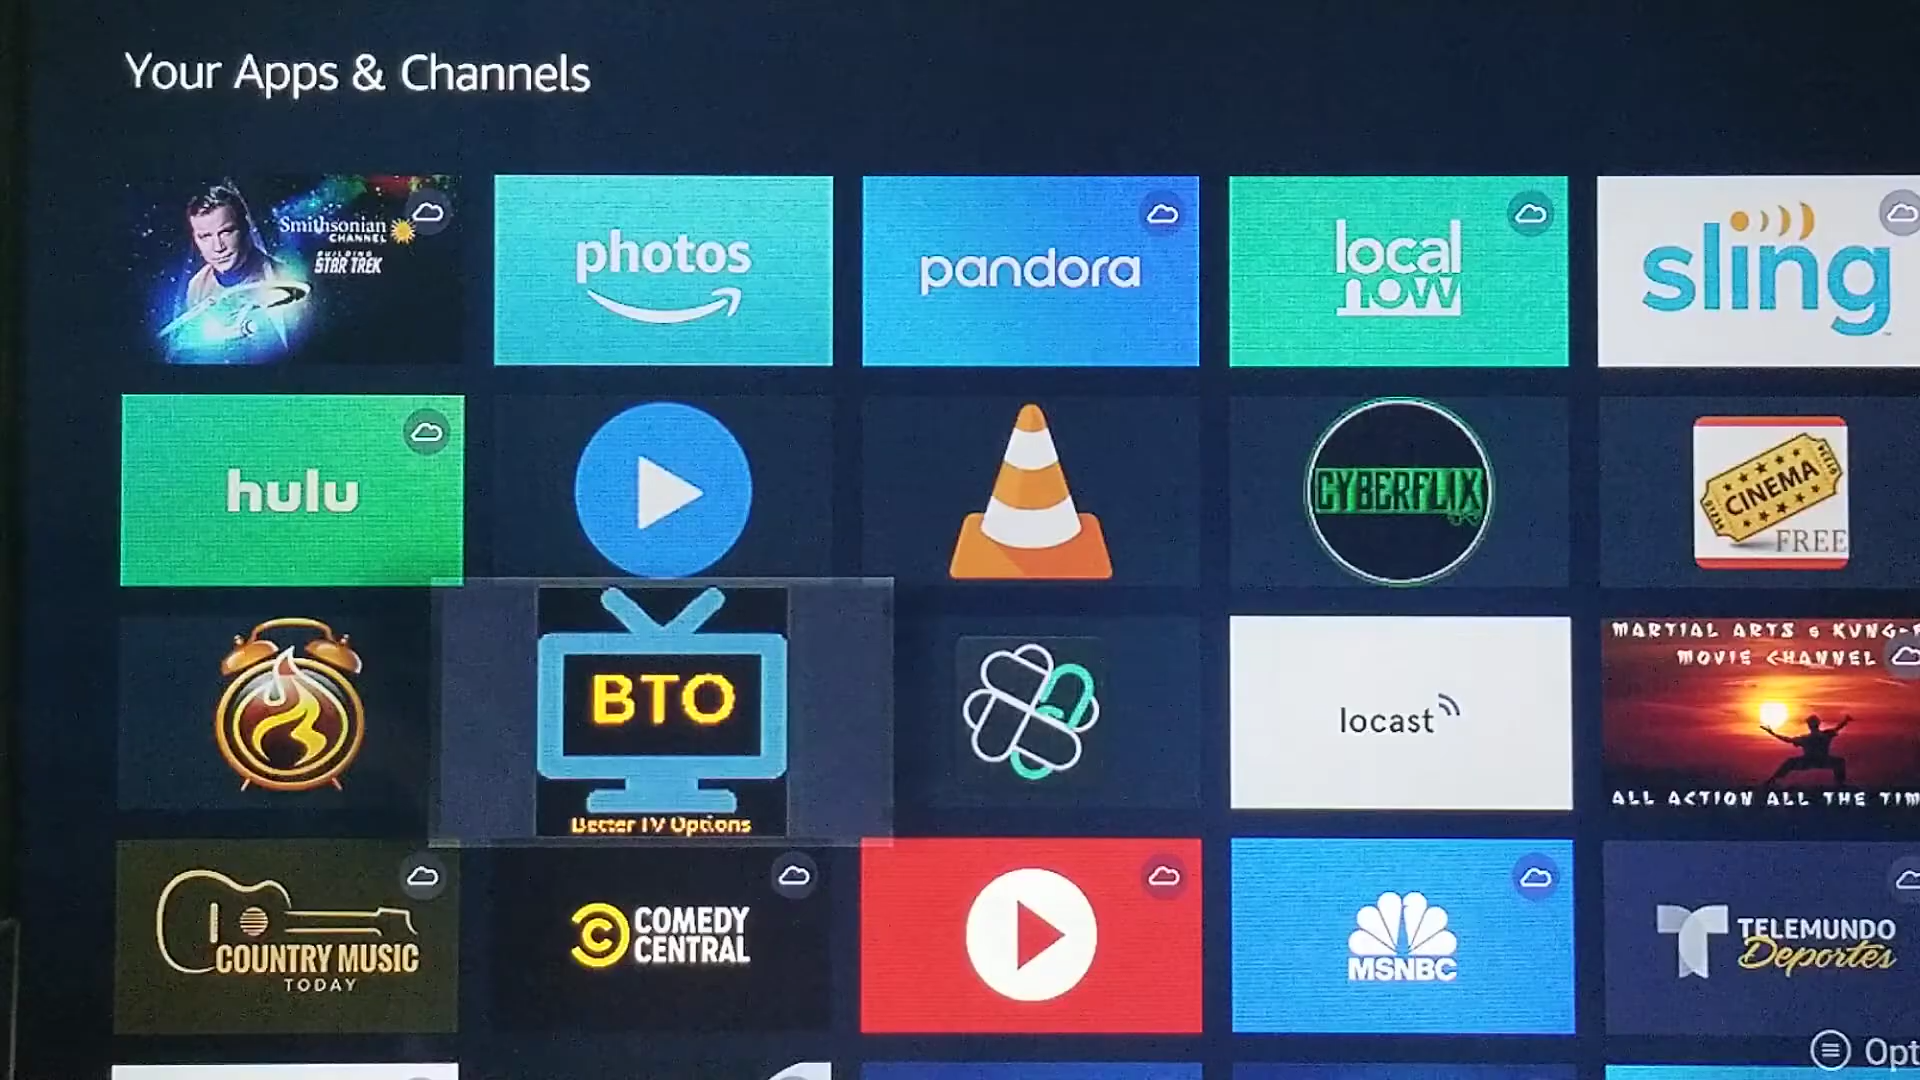 Your Apps & Channels
Smithsonian
CHANNEL
BUILDING
STAR TREK
photos
pandora
local
now
sling
hulu
CYBERFLIX
CINEMA
FREE
BTO
Better TV Options
locast
MARTIAL ARTS & KUNG-F
MOVIE CHANNEL
ALL ACTION ALL THE TIM
COUNTRY MUSIC
TODAY
COMEDY
CENTRAL
MSNBC
TELEMUNDO
Deportes
Opt